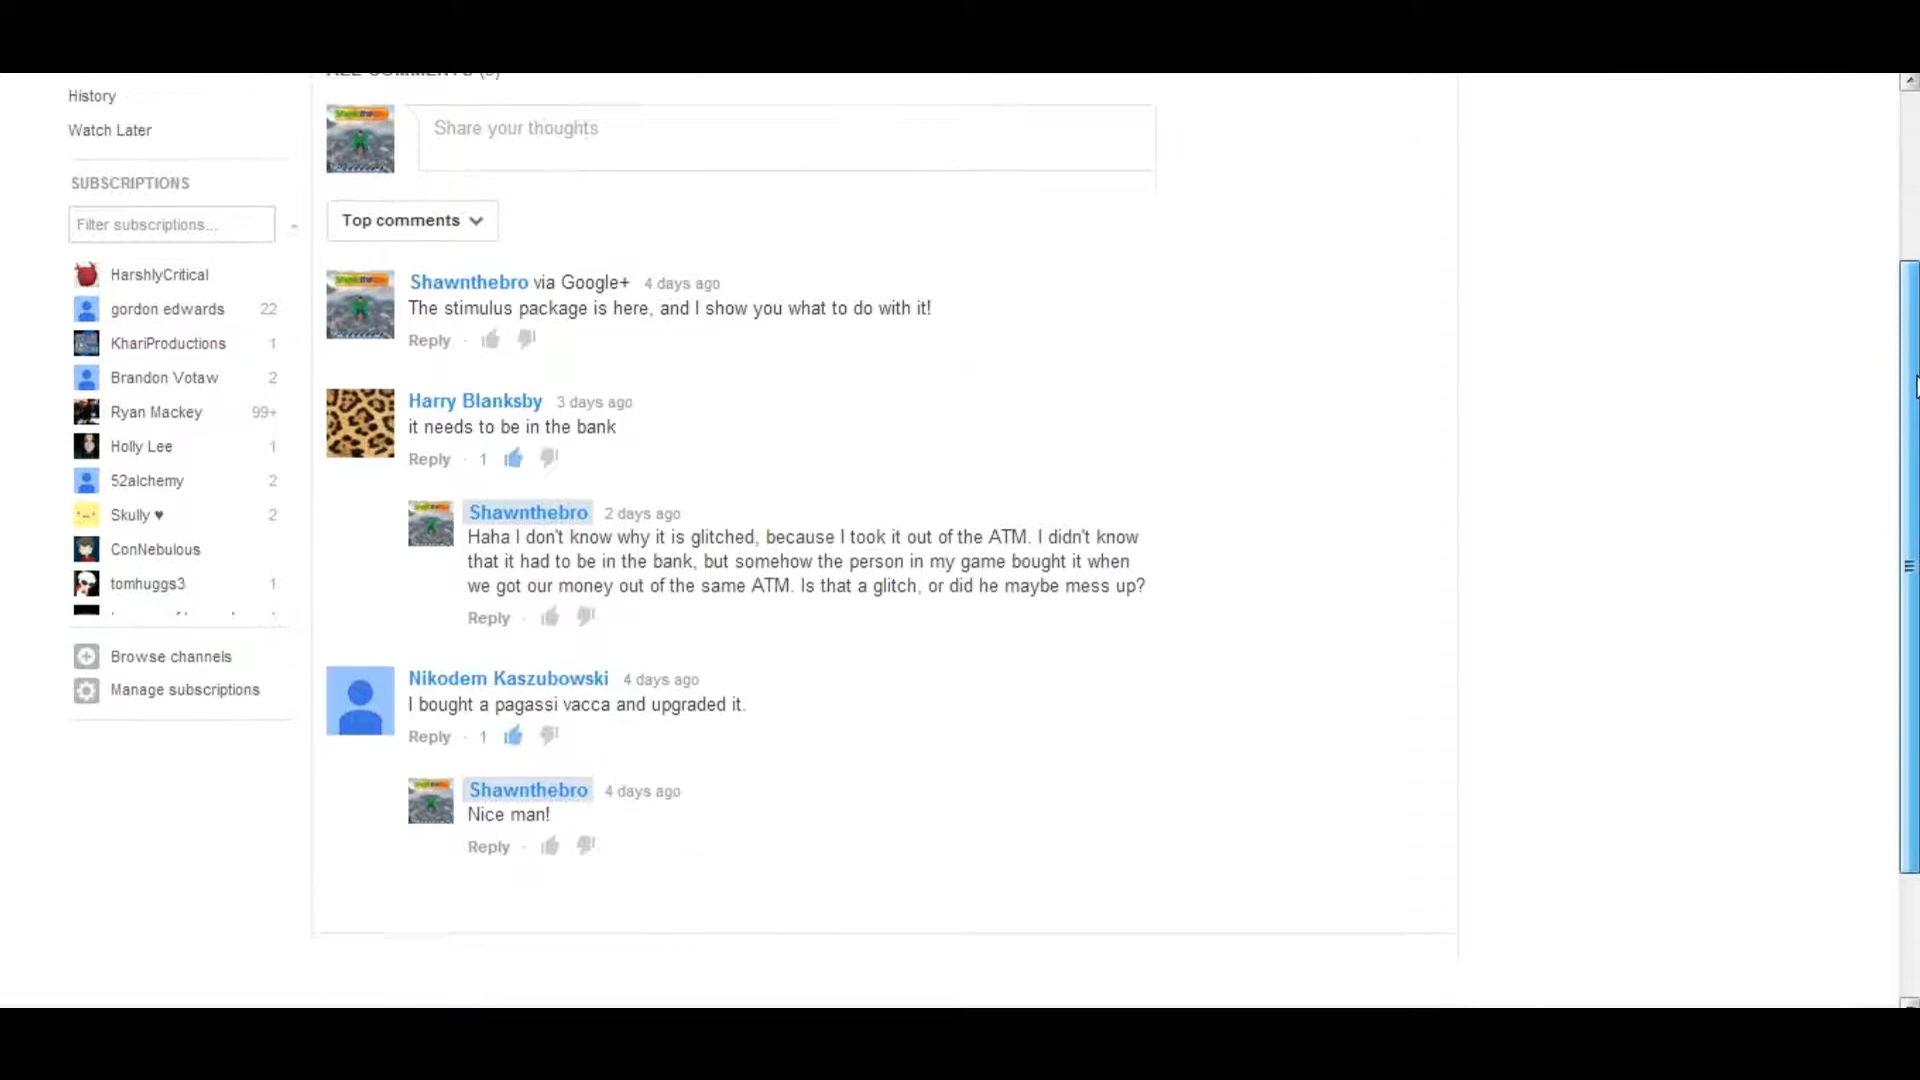 History
Watch Later
SUBSCRIPTIONS
Filter subscriptions...
HarshlyCritical
gordon edwards 22
KhariProductions 1
Brandon Votaw 2
Ryan Mackey 99+
Holly Lee 1
52alchemy 2
Skully ♥ 2
ConNebulous
tomhuggs3 1
Browse channels
Manage subscriptions
ALL COMMENTS
Share your thoughts
Top comments
Shawnthebro via Google+ 4 days ago
The stimulus package is here, and I show you what to do with it!
Reply ·
Harry Blanksby 3 days ago
it needs to be in the bank
Reply · 1
Shawnthebro 2 days ago
Haha I don't know why it is glitched, because I took it out of the ATM. I didn't know
that it had to be in the bank, but somehow the person in my game bought it when
we got our money out of the same ATM. Is that a glitch, or did he maybe mess up?
Reply ·
Nikodem Kaszubowski 4 days ago
I bought a pagassi vacca and upgraded it.
Reply · 1
Shawnthebro 4 days ago
Nice man!
Reply ·